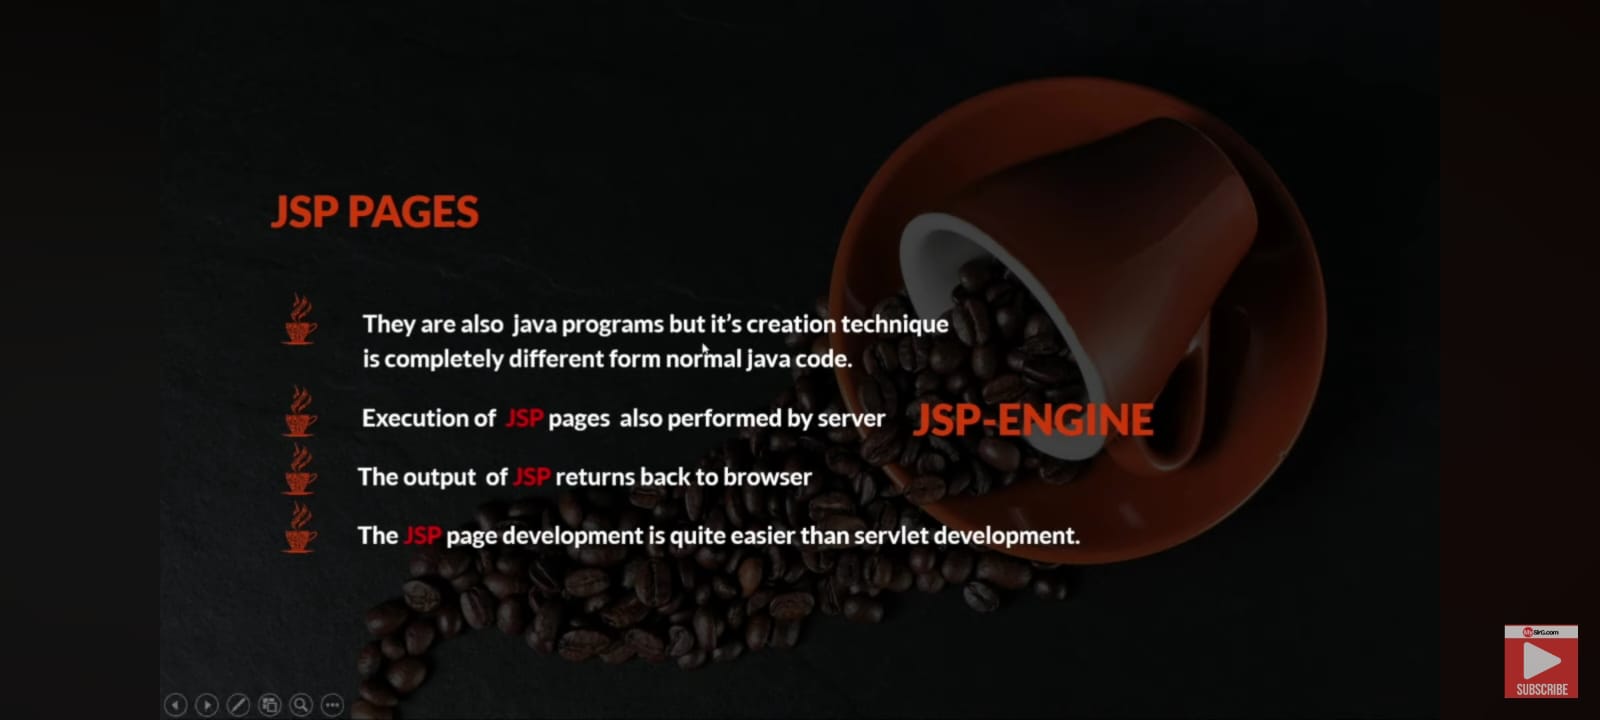 JSP PAGES
They are also java programs but it's creation technique
is completely different form normal java code.
Execution of JSP pages also performed by server JSP-ENGINE
The output of JSP returns back to browser
The JSP page development is quite easier than servlet development.
MySirG.com
SUBSCRIBE